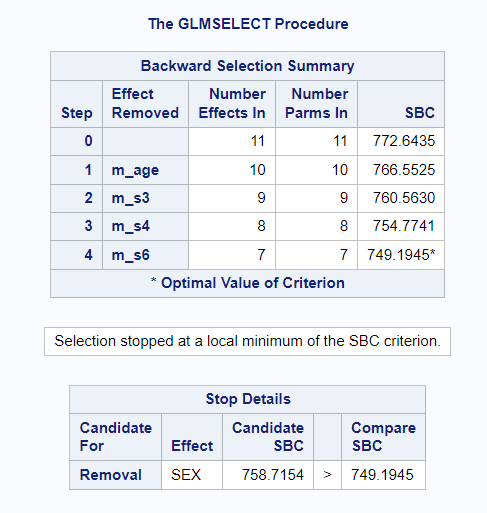 The GLMSELECT Procedure
Backward Selection Summary
Step Effect Removed Number Effects In Number Parms In SBC
0 11 11 772.6435
1 m_age 10 10 766.5525
2 m_s3 9 9 760.5630
3 m_s4 8 8 754.7741
4 m_s6 7 7 749.1945*
* Optimal Value of Criterion
Selection stopped at a local minimum of the SBC criterion.
Stop Details
Candidate For Effect Candidate SBC Compare SBC
Removal SEX 758.7154 > 749.1945